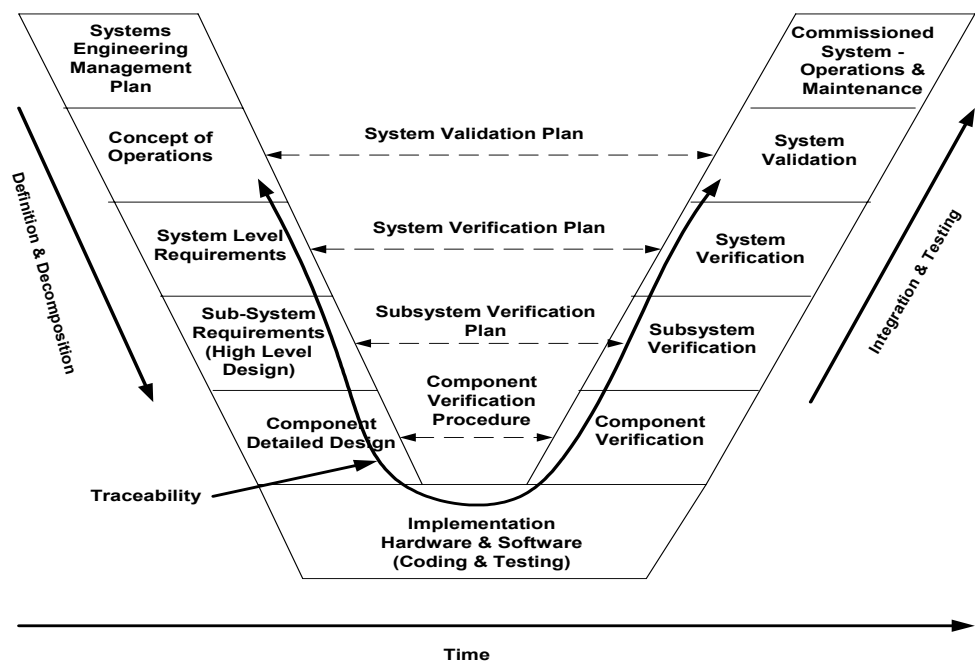 Systems
Engineering
Management
Plan
Commissioned
System -
Operations &
Maintenance
Concept of
Operations
System Validation Plan
System
Validation
Definition & Decomposition
System Level
Requirements
System Verification Plan
System
Verification
Integration & Testing
Sub-System
Requirements
(High Level
Design)
Subsystem Verification
Plan
Subsystem
Verification
Component
Detailed Design
Component
Verification
Procedure
Component
Verification
Traceability
Implementation
Hardware & Software
(Coding & Testing)
Time